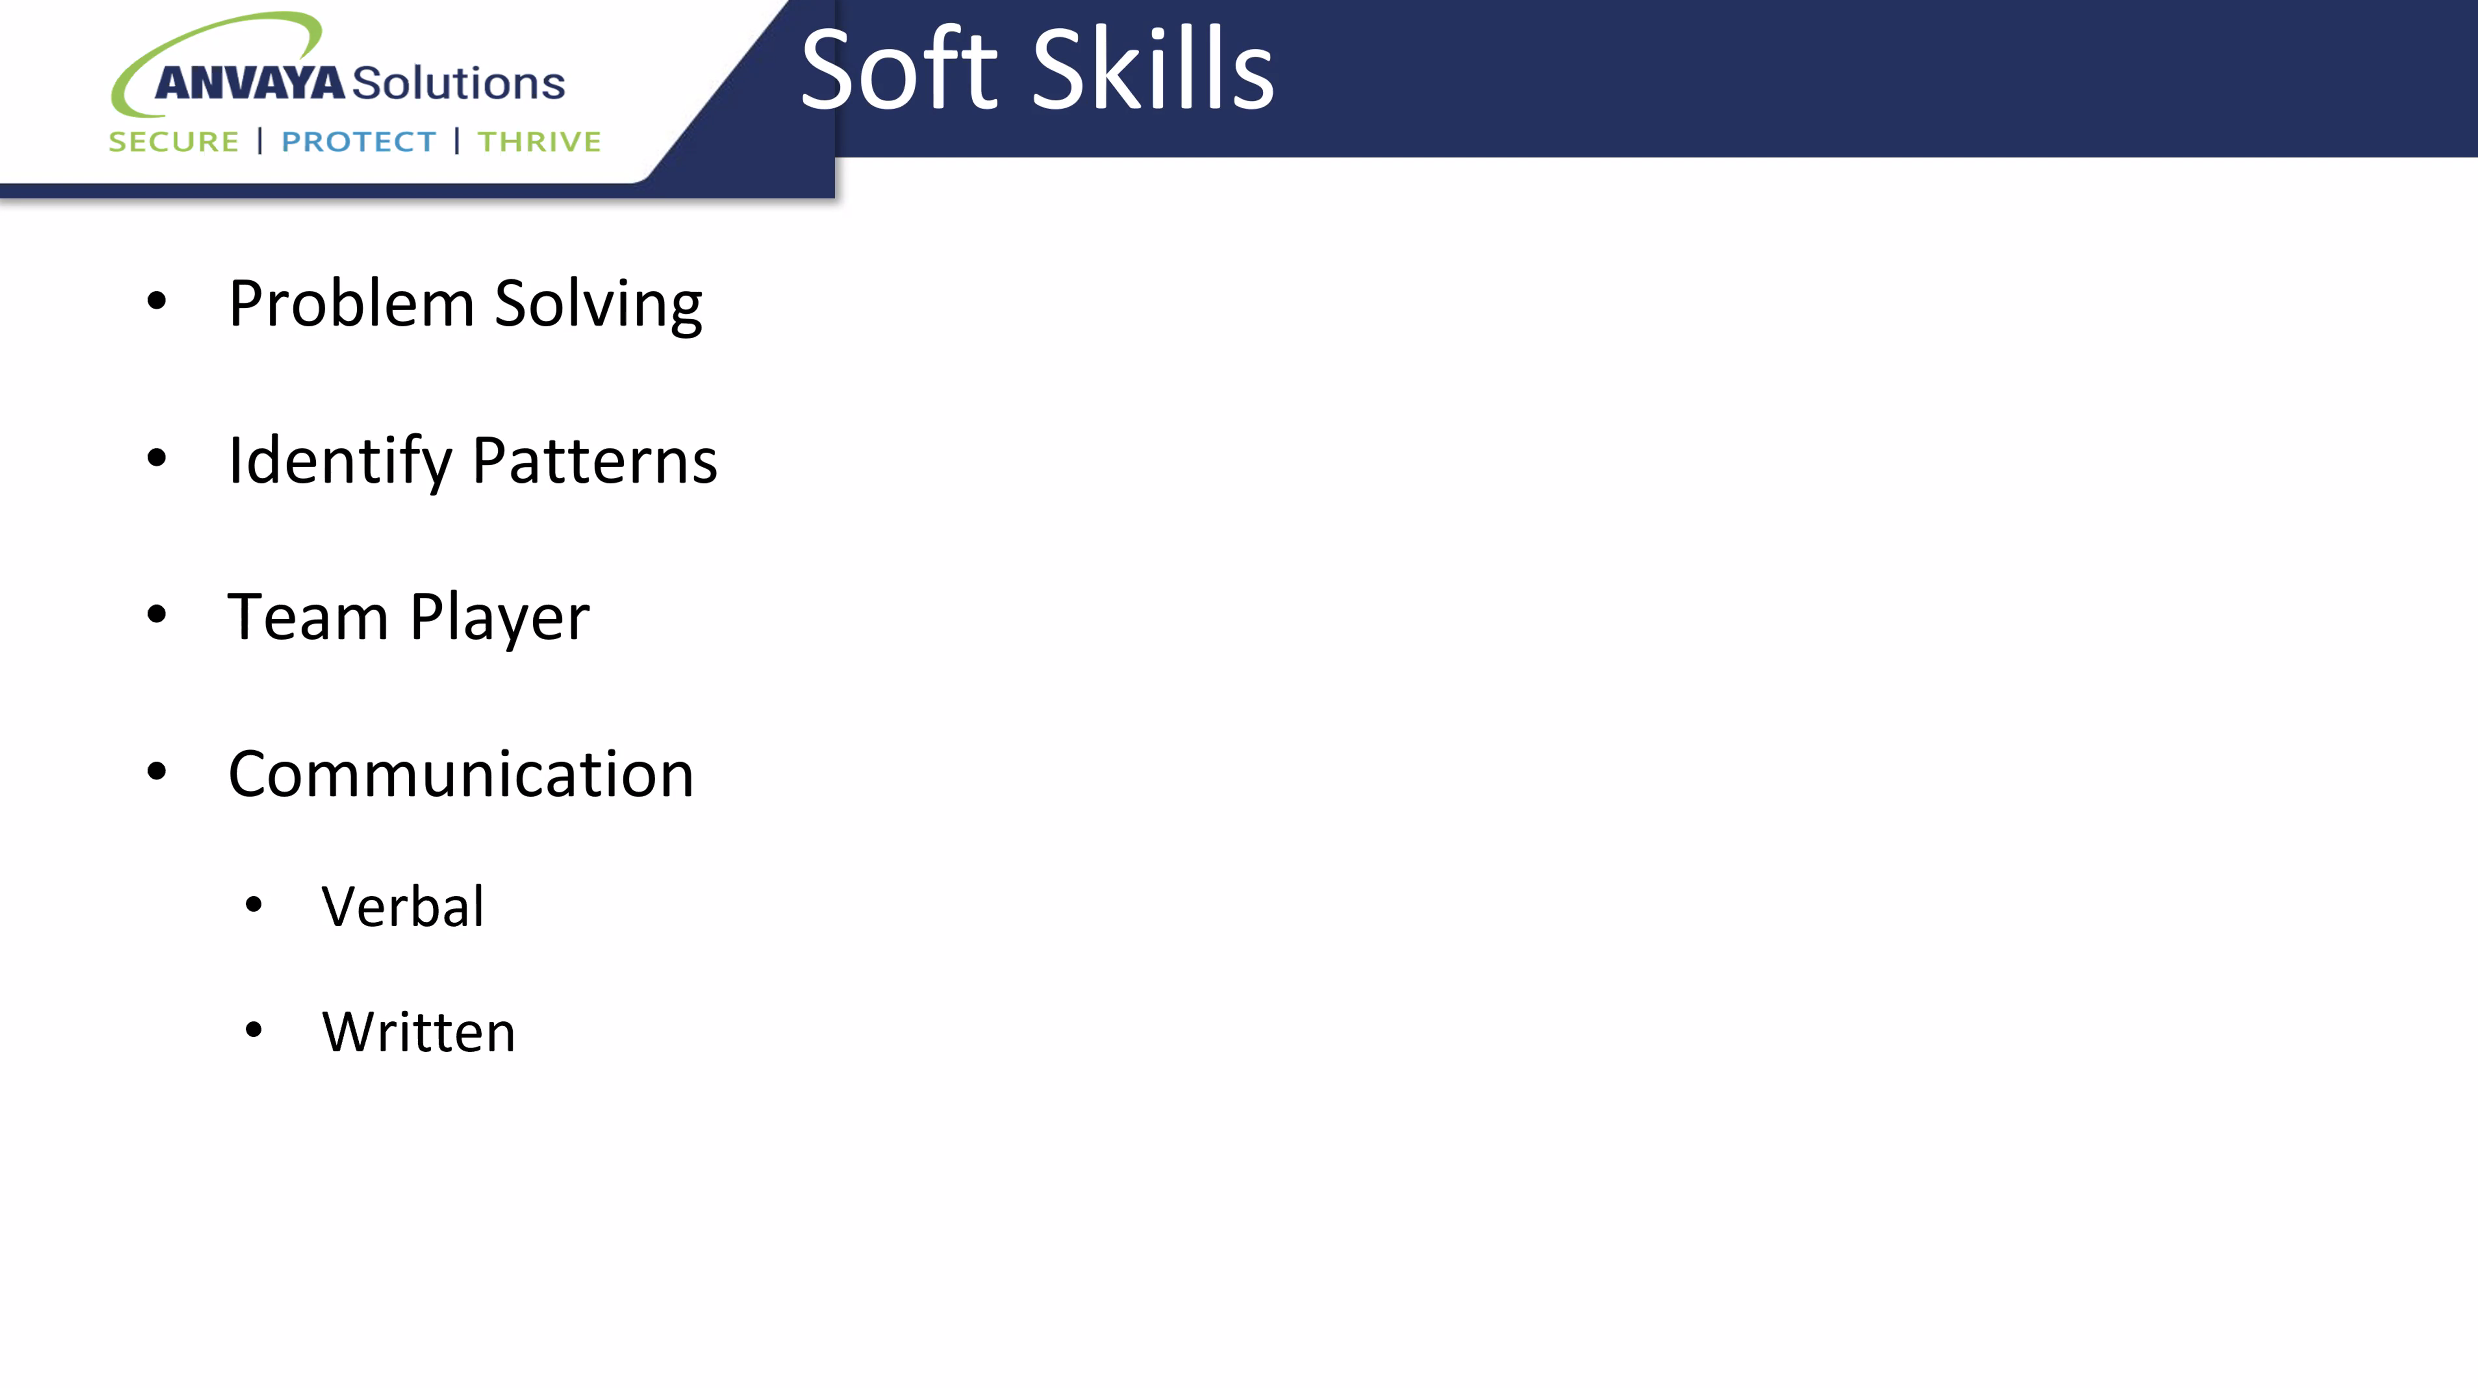 ANVAYA Solutions
SECURE | PROTECT | THRIVE
Soft Skills
• Problem Solving
• Identify Patterns
• Team Player
• Communication
• Verbal
• Written